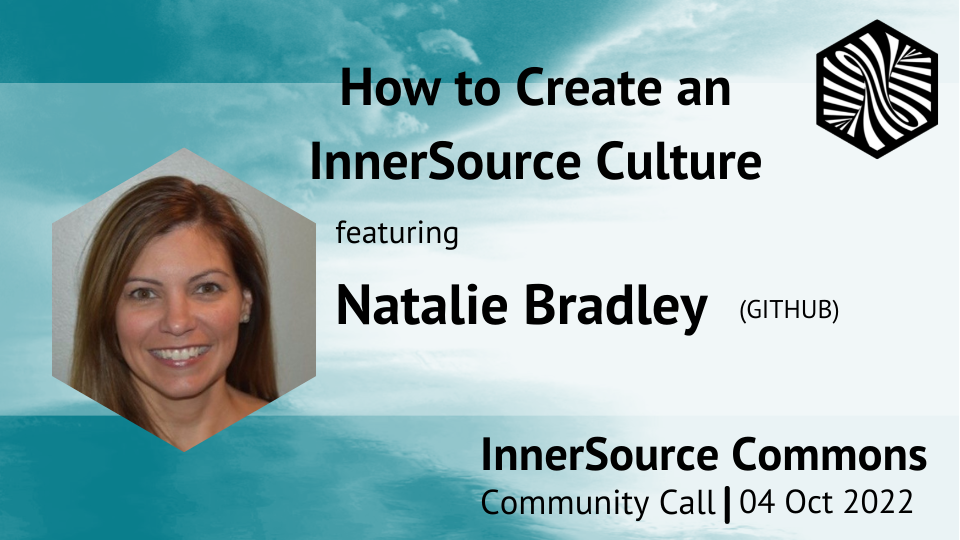 How to Create an
InnerSource Culture
featuring
Natalie Bradley (GITHUB)
InnerSource Commons
Community Call | 04 Oct 2022